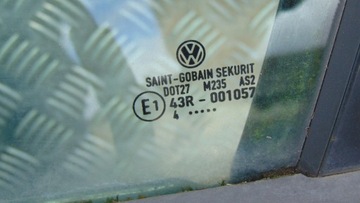 SAINT-GOBAIN SEKURIT
DOT27 M235 AS2
E1 43R - 001057
4 •••••